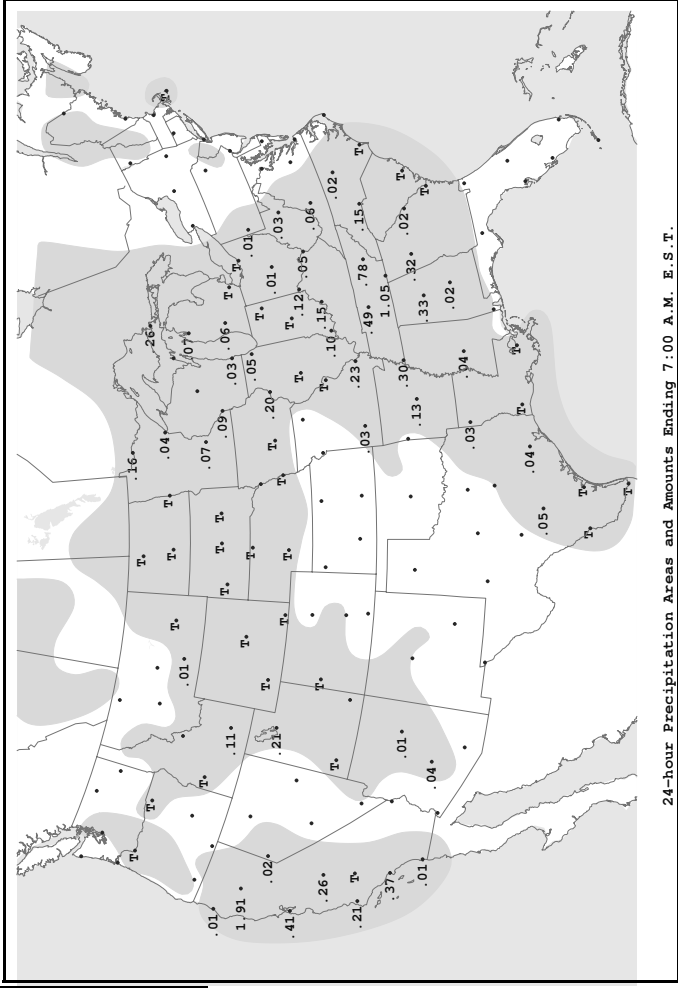 T
.16
T
.26
T
.04
T
T
T
T
.01
.07
T
.07
.01
T
T
.09
.06
T
T
.11
.03
T
1.91
T
.01
.05
T
T
.02
T
.20
.01
T
.21
.03
T
T
T
.41
T
.12
T
.05
.06
T
.15
.26
T
.10
.02
T
T
.23
.21
.15
T
.78
.03
.49
1.05
.37
.01
T
.30
.02
.32
.13
.01
.33
T
.04
.02
.04
.03
T
T
.04
.05
T
T
T
24-hour Precipitation Areas and Amounts Ending 7:00 A.M. E.S.T.